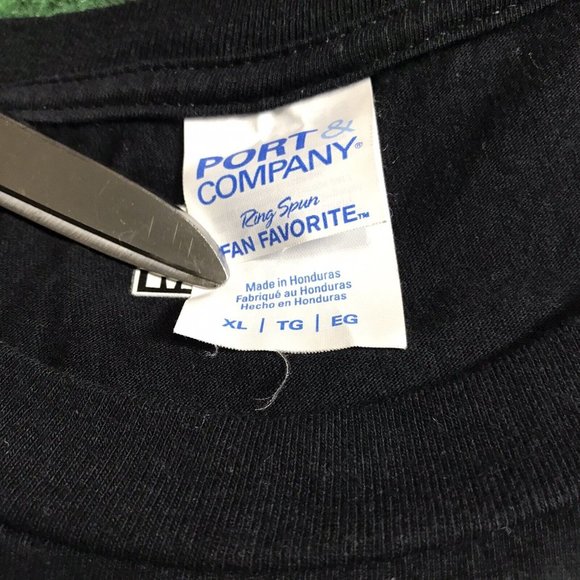 PORT &
COMPANY®
Ring Spun
FAN FAVORITE™
Made in Honduras
Fabriqué au Honduras
Hecho en Honduras
XL | TG | EG